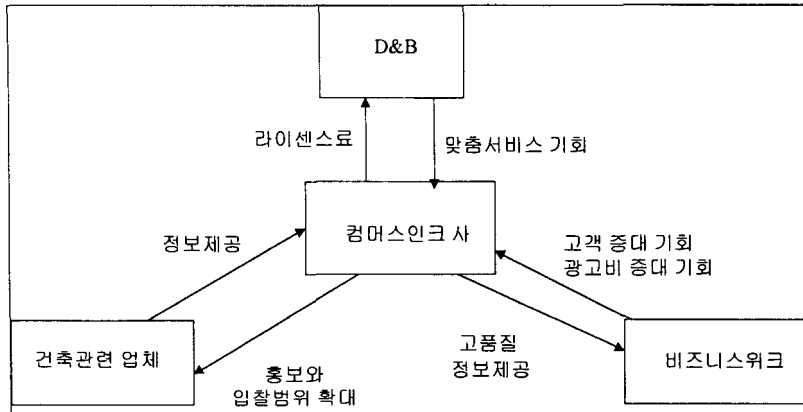 D&B
라이센스료
맞춤서비스 기회
정보제공
컴머스인크 사
고객 증대 기회
광고비 증대 기회
건축관련 업체
홍보와
입찰범위 확대
고품질
정보제공
비즈니스위크